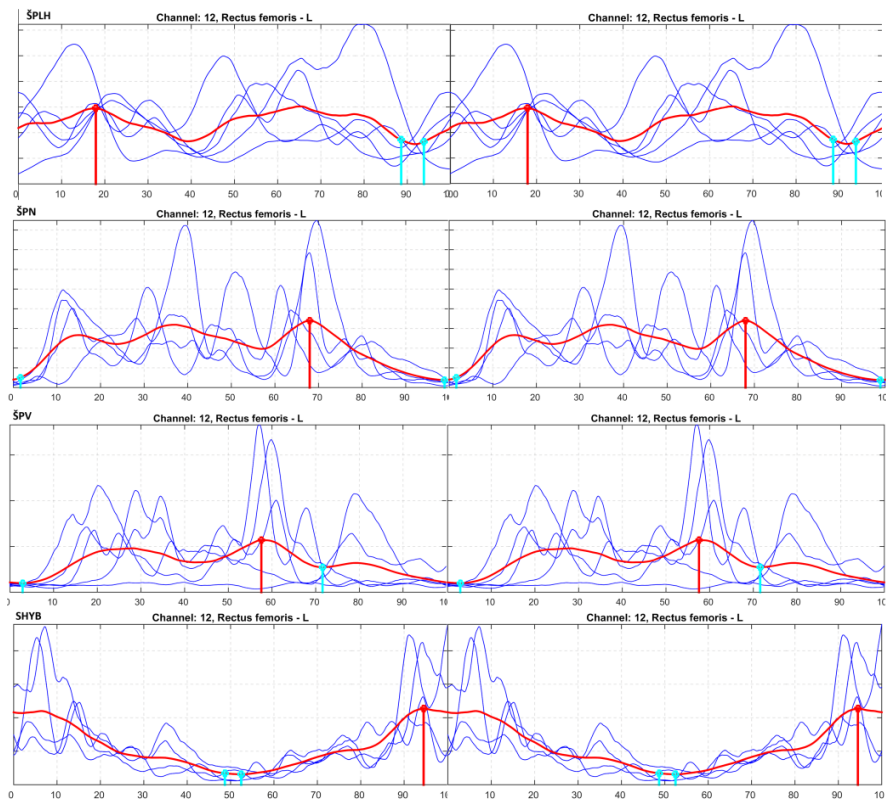 ŠPLH
Channel: 12, Rectus femoris - L Channel: 12, Rectus femoris - L
0 10 20 30 40 50 60 70 80 90 00 10 20 30 40 50 60 70 80 90 10
ŠPN
Channel: 12, Rectus femoris - L Channel: 12, Rectus femoris - L
0 10 20 30 40 50 60 70 80 90 10 10 20 30 40 50 60 70 80 90 10
ŠPV
Channel: 12, Rectus femoris - L Channel: 12, Rectus femoris - L
0 10 20 30 40 50 60 70 80 90 10 10 20 30 40 50 60 70 80 90 10
SHYB
Channel: 12, Rectus femoris - L Channel: 12, Rectus femoris - L
0 10 20 30 40 50 60 70 80 90 10 10 20 30 40 50 60 70 80 90 10